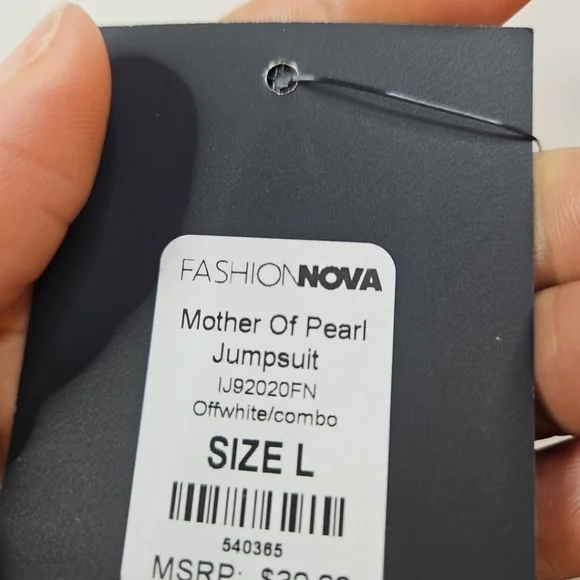 FASHIONNOVA
Mother Of Pearl
Jumpsuit
IJ92020FN
Offwhite/combo
SIZE L
540365
MSRP: